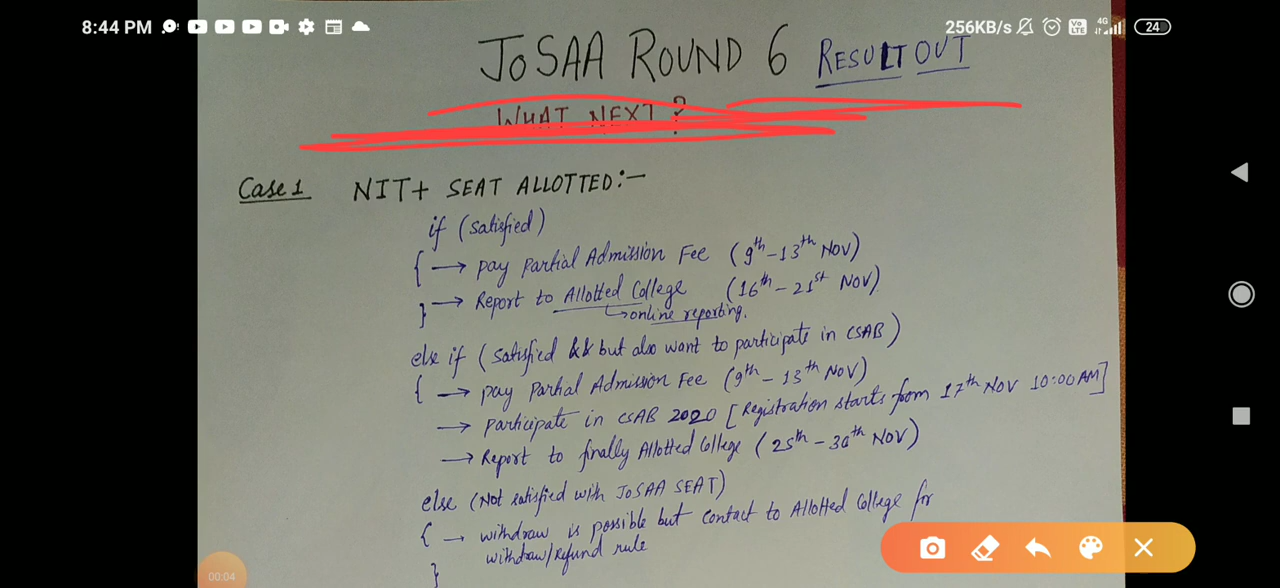 8:44 PM
256KB/s Vo LTE 4G 24
JoSAA ROUND 6 RESULT OUT
WHAT NEXT?
Case 1 NIT+ SEAT ALLOTTED:-
if (satisfied)
{ → pay Partial Admission Fee (9th-13th NOV)
} → Report to Allotted College (16th-21st NOV)
↳ online reporting.
else if (satisfied && but also want to participate in CSAB)
{ → pay Partial Admission Fee (9th-13th NOV)
→ Participate in CSAB 2020 [Registration starts from 17th NOV 10:00AM]
→ Report to finally Allotted College (25th-30th NOV)
else (Not satisfied with JoSAA SEAT)
{ → withdraw is possible but contact to Allotted College for
withdraw/Refund rule
}
00:04